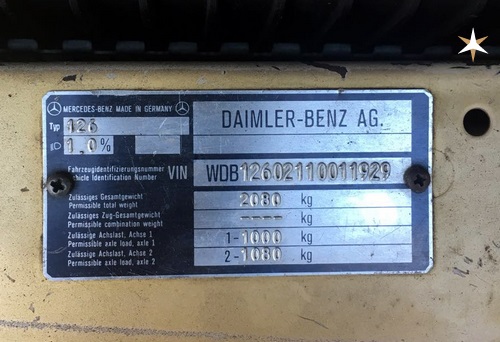 MERCEDES-BENZ MADE IN GERMANY
Typ 126
1.0%
DAIMLER-BENZ AG.
Fahrzeugidentifizierungsnummer
Vehicle Identification Number
VIN WDB12602110011929
Zulässiges Gesamtgewicht
Permissible total weight
2080 kg
Zulässiges Zug-Gesamtgewicht
Permissible combination weight
---- kg
Zulässige Achslast, Achse 1
Permissible axle load, axle 1
1-1000 kg
Zulässige Achslast, Achse 2
Permissible axle load, axle 2
2-1080 kg